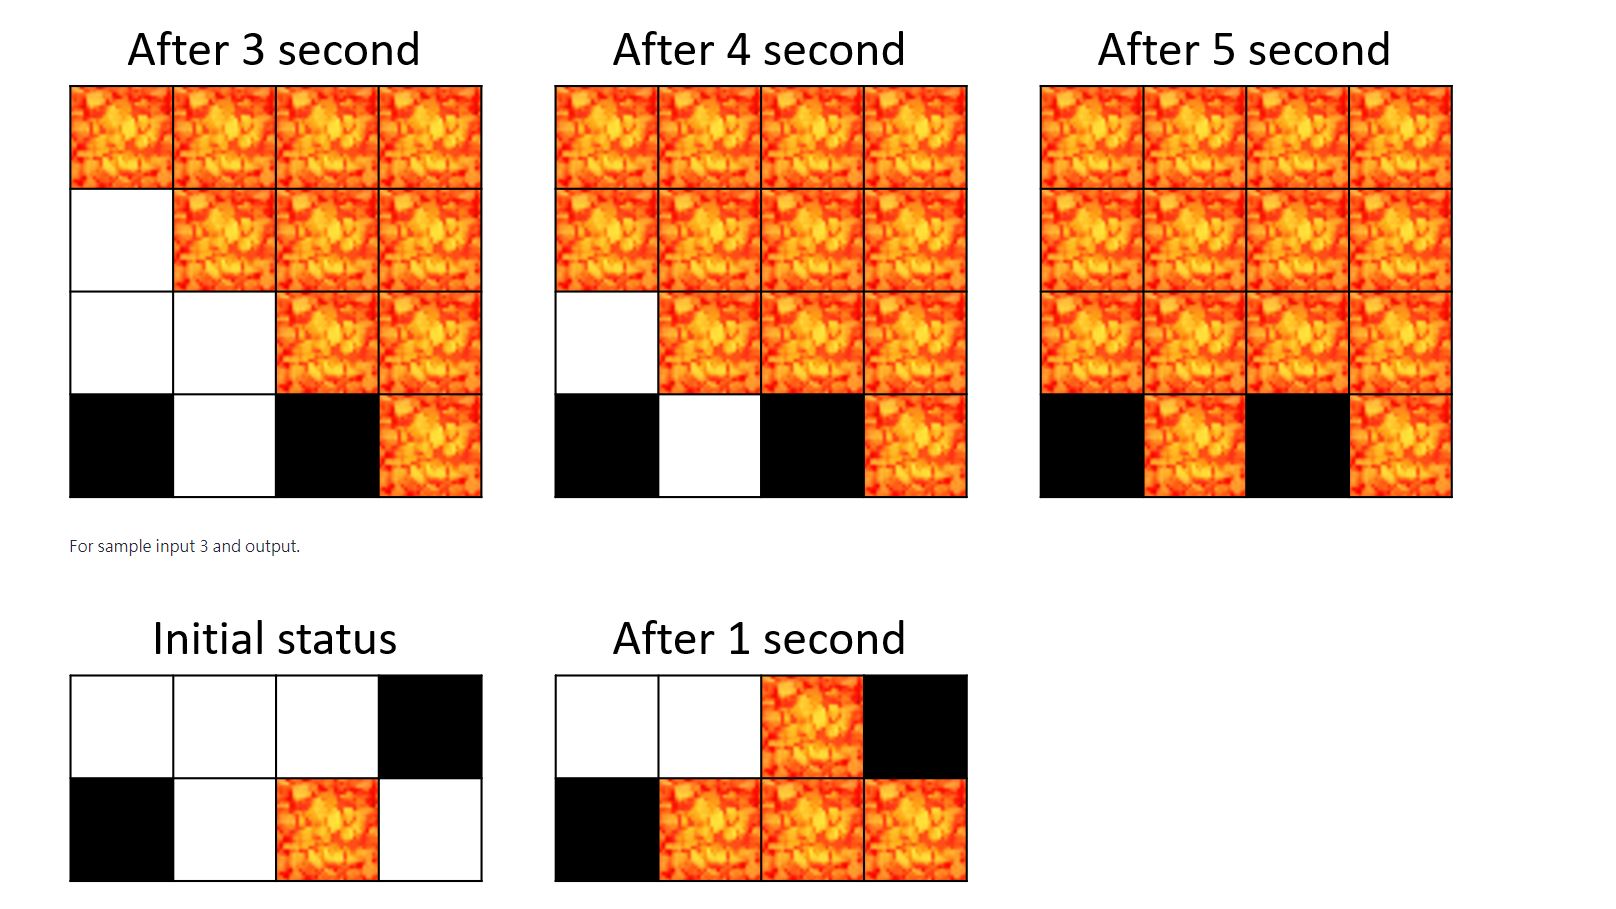 After 3 second
After 4 second
After 5 second
For sample input 3 and output.
Initial status
After 1 second